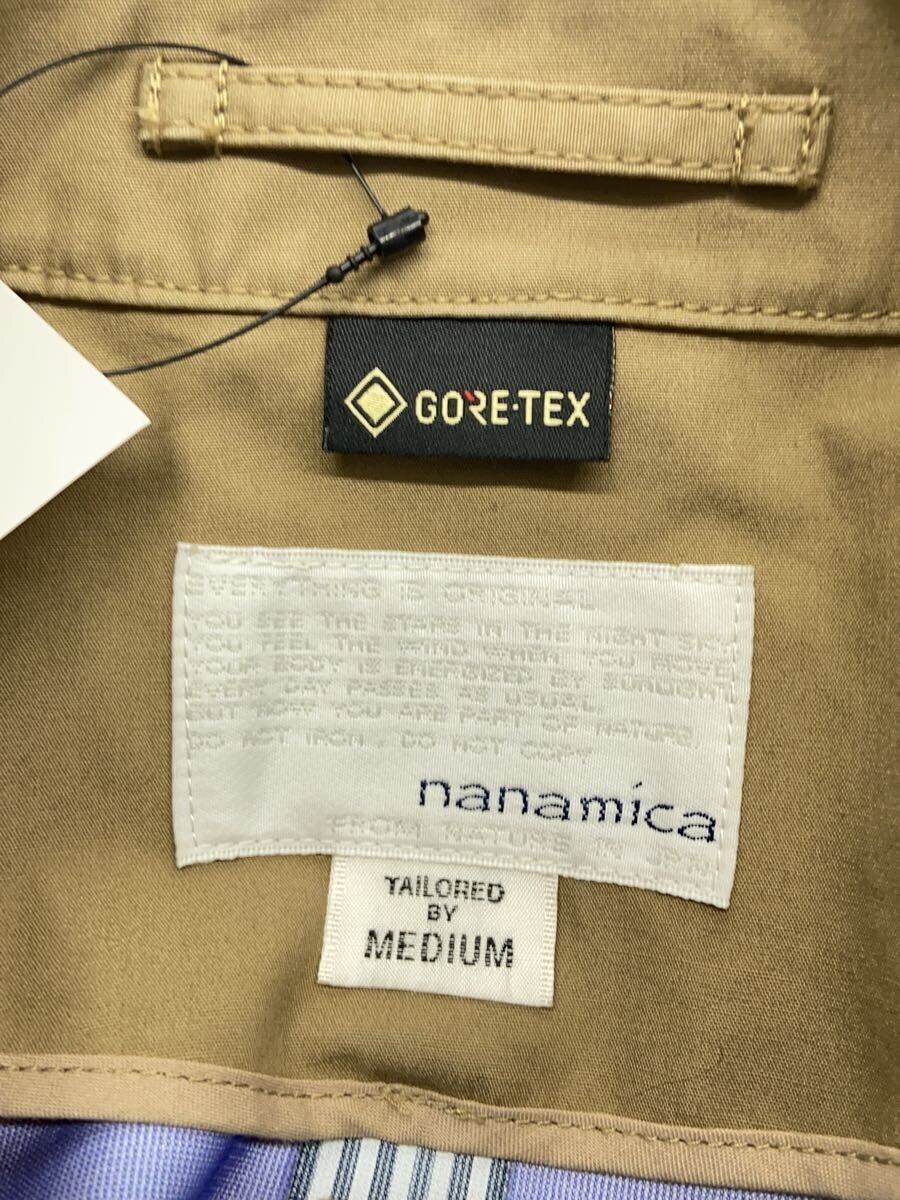 GORE-TEX
EVERYTHING IS ORIGINAL
YOU SEE THE STARS IN THE NIGHT SKY,
YOU FEEL THE WIND WHEN YOU MOVE
YOUR BODY IS ENERGIZED BY SUNLIGHT.
EVERY DAY PASSES AS USUAL.
BUT NOW YOU ARE PART OF NATURE.
DO NOT IRON . DO NOT COPY
nanamica
FROM NATURE IN
TAILORED
BY
MEDIUM